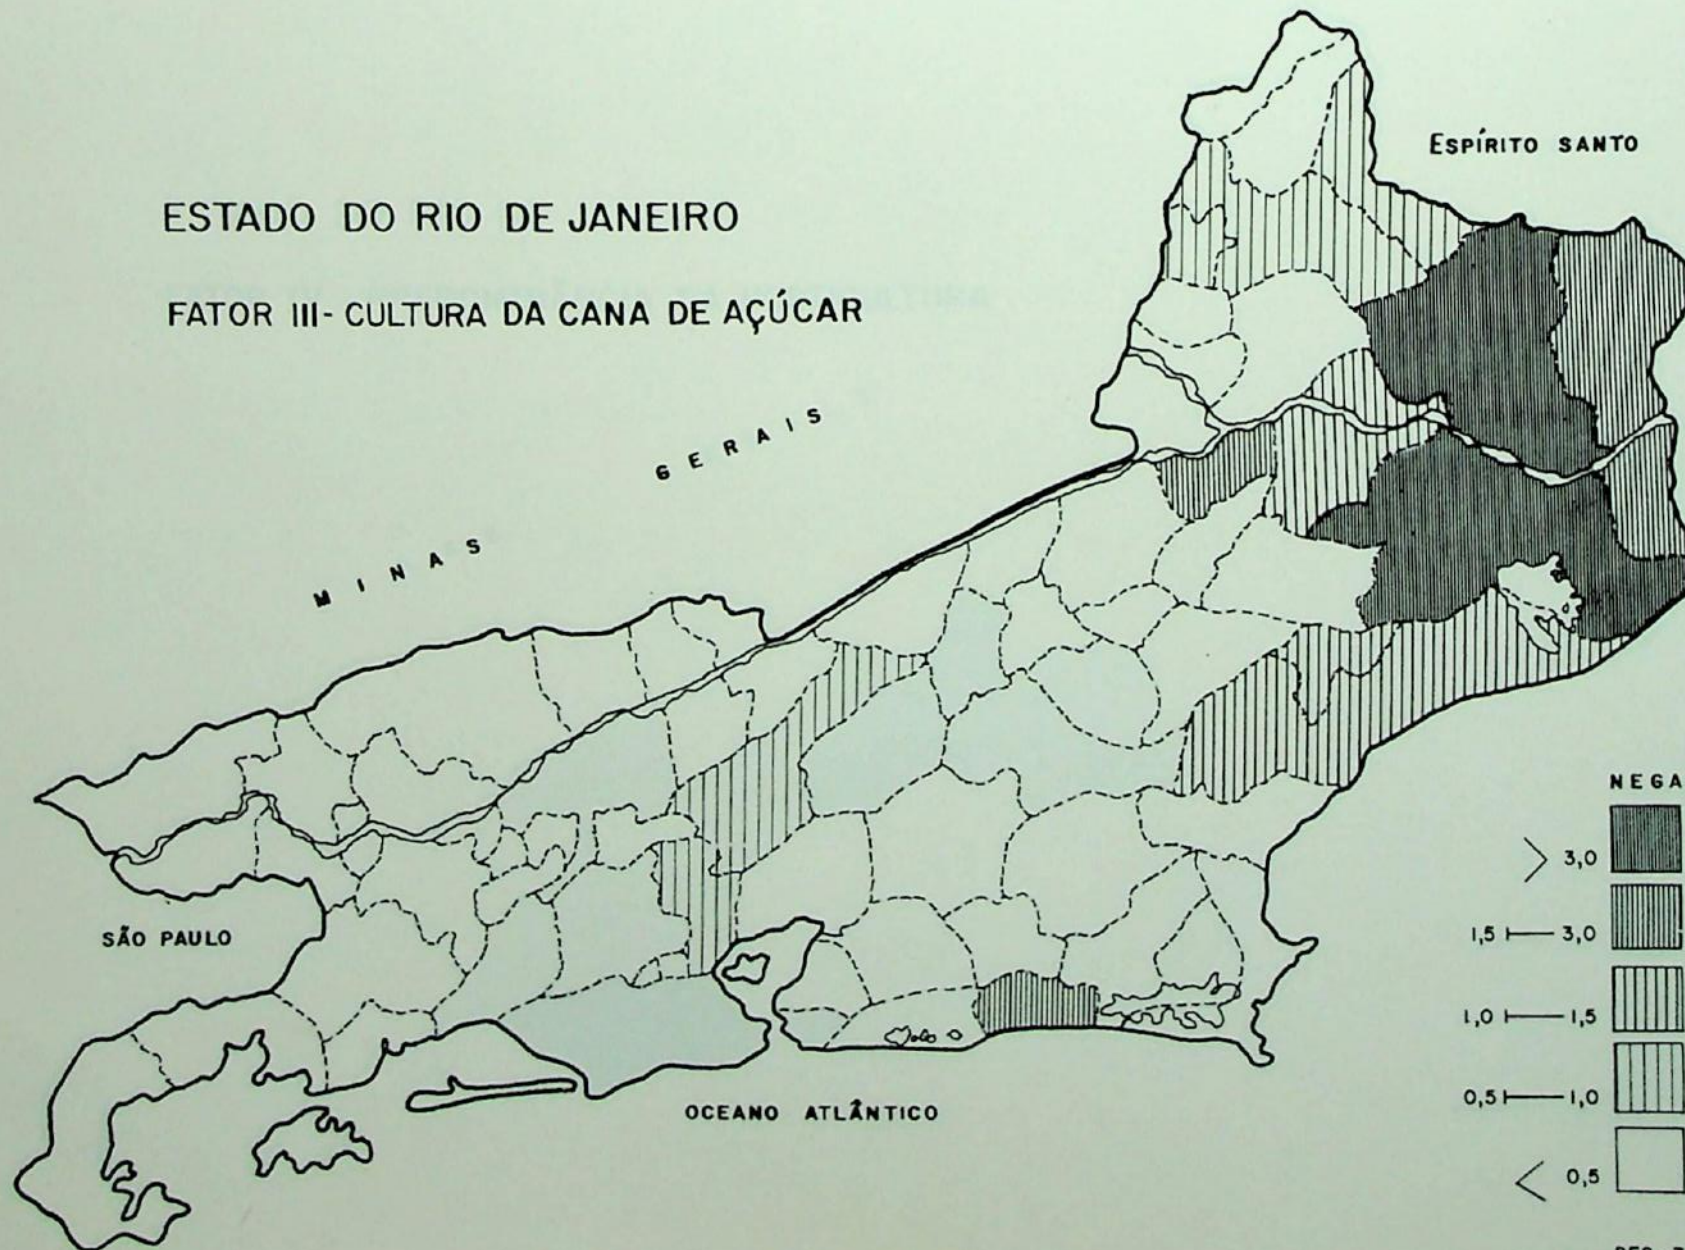 ESPÍRITO SANTO
ESTADO DO RIO DE JANEIRO
FATOR III- CULTURA DA CANA DE AÇÚCAR
MINAS GERAIS
SÃO PAULO
OCEANO ATLÂNTICO
NEGA
> 3,0
1,5 — 3,0
1,0 — 1,5
0,5 — 1,0
< 0,5